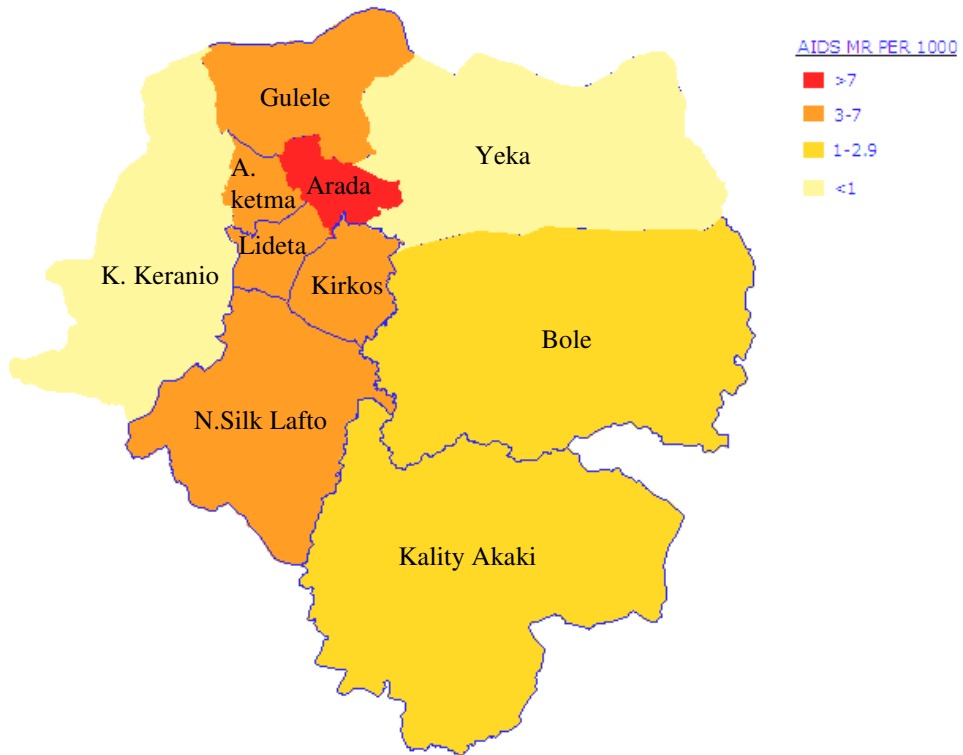 AIDS MR PER 1000
>7
3-7
1-2.9
<1
Gulele
Yeka
A.
ketma
Arada
Lideta
K. Keranio
Kirkos
Bole
N.Silk Lafto
Kality Akaki